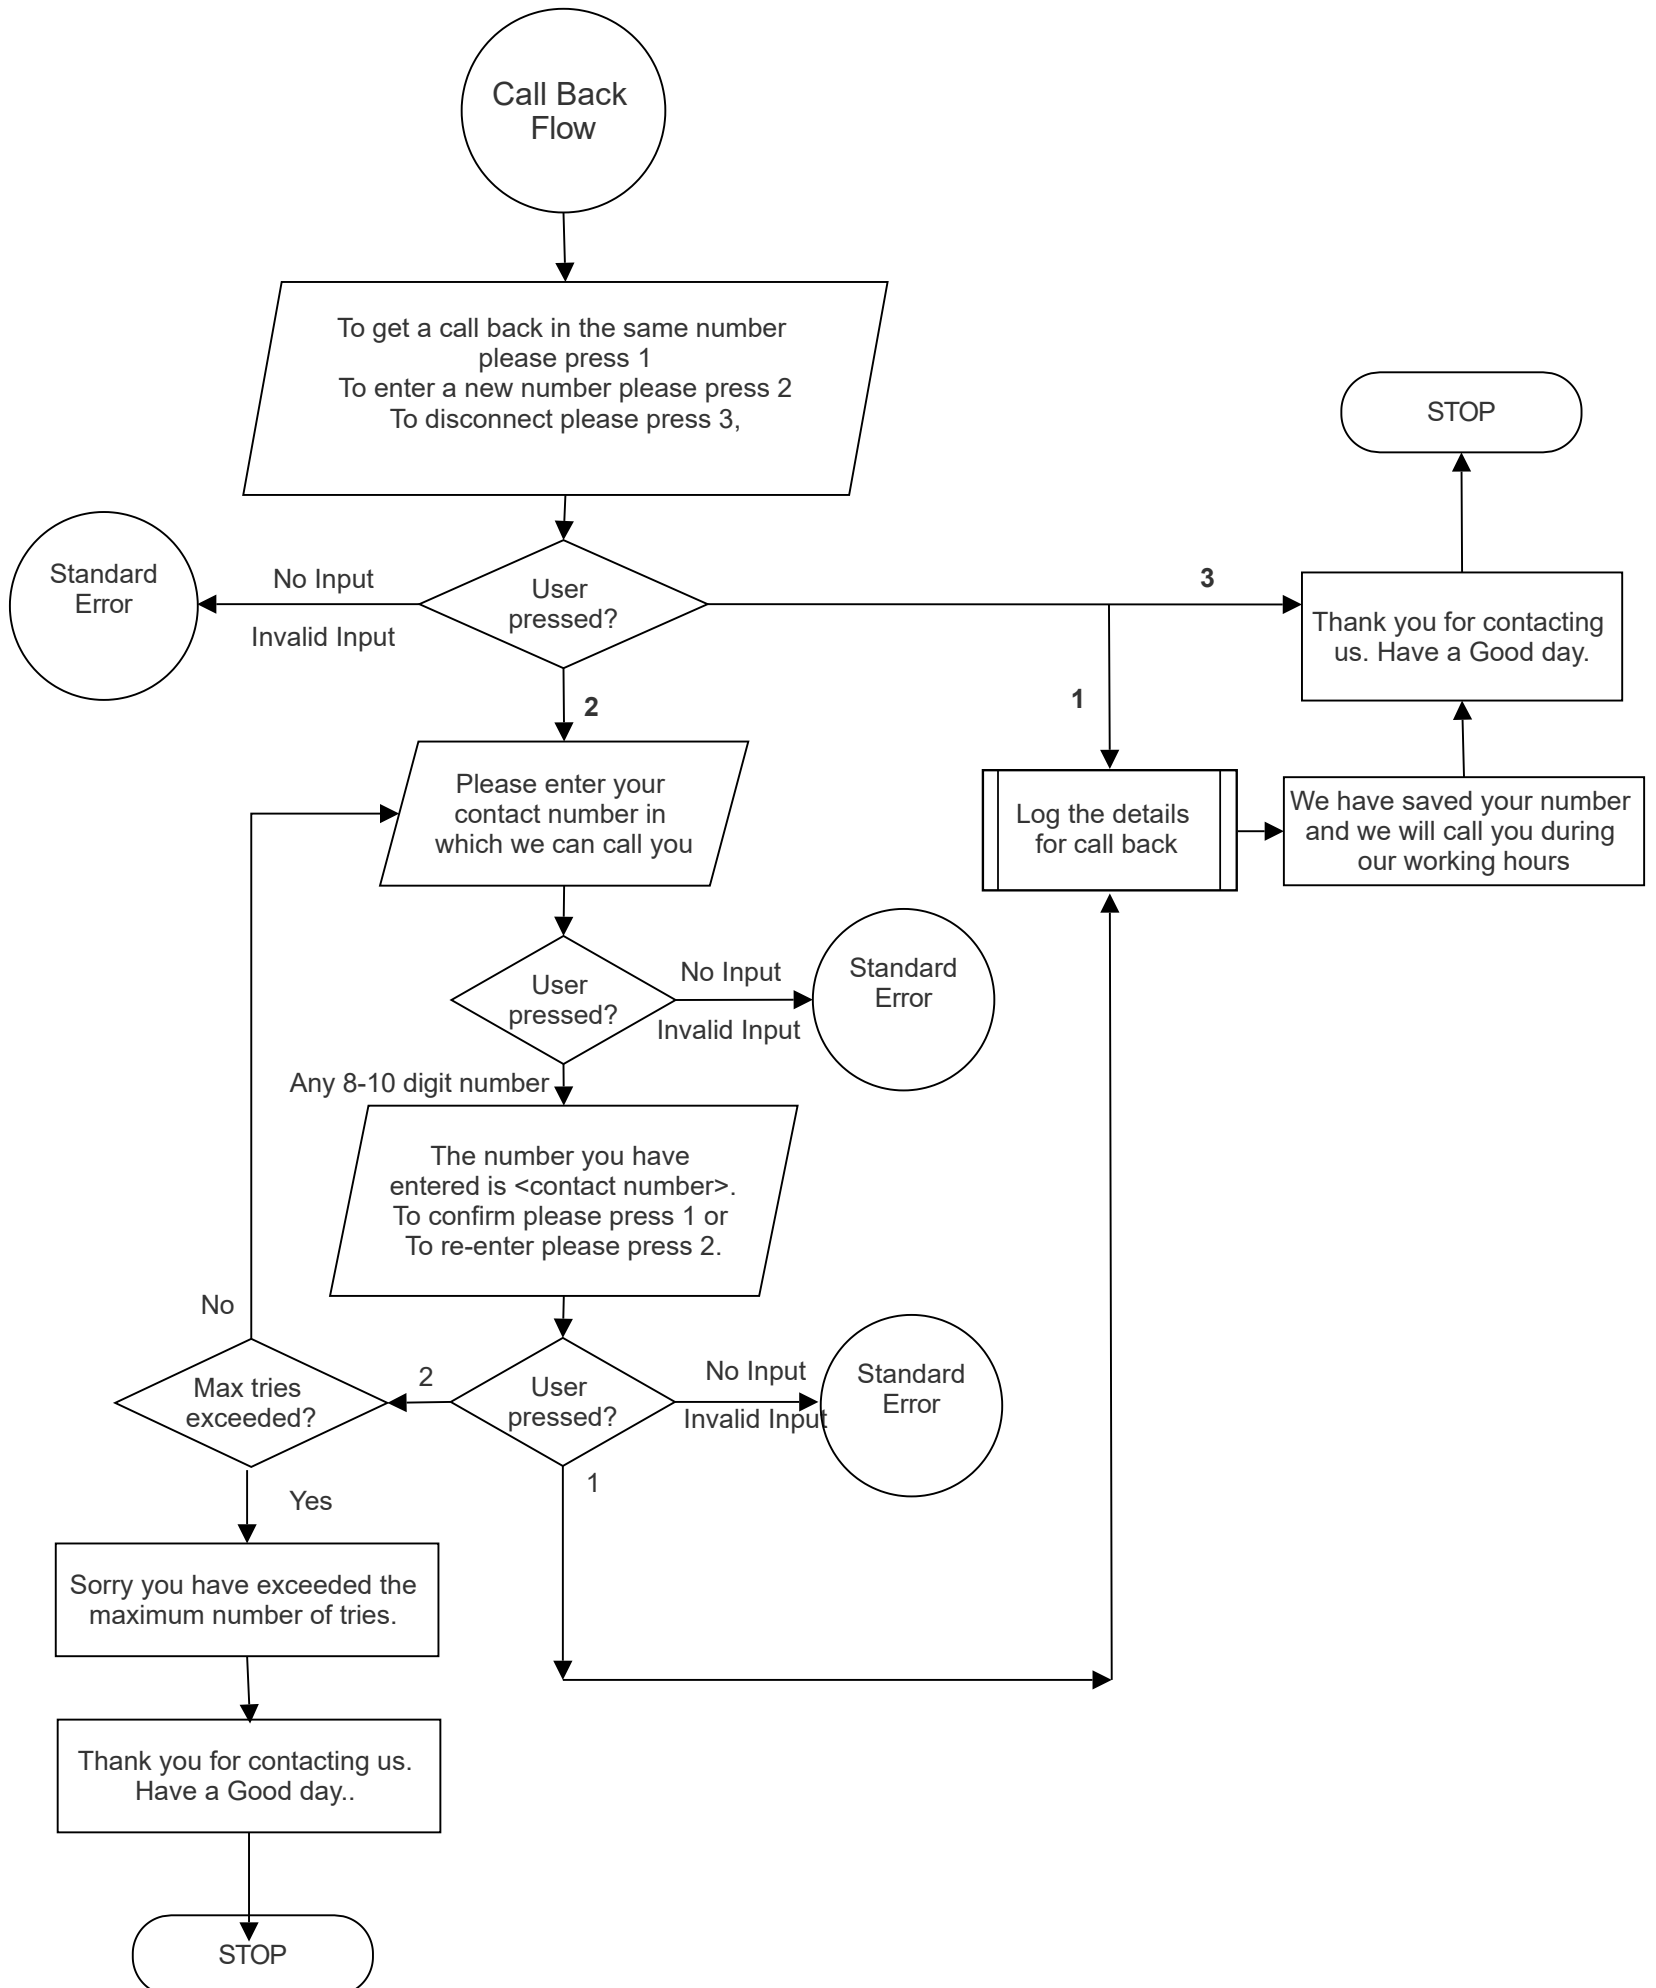 Call Back
Flow
To get a call back in the same number
please press 1
To enter a new number please press 2
To disconnect please press 3,
STOP
Standard
Error
No Input
Invalid Input
User
pressed?
3
Thank you for contacting
us. Have a Good day.
2
1
Please enter your
contact number in
which we can call you
Log the details
for call back
We have saved your number
and we will call you during
our working hours
User
pressed?
No Input
Invalid Input
Standard
Error
Any 8-10 digit number
The number you have
entered is <contact number>.
To confirm please press 1 or
To re-enter please press 2.
No
Max tries
exceeded?
2
User
pressed?
No Input
Invalid Input
Standard
Error
1
Yes
Sorry you have exceeded the
maximum number of tries.
Thank you for contacting us.
Have a Good day..
STOP